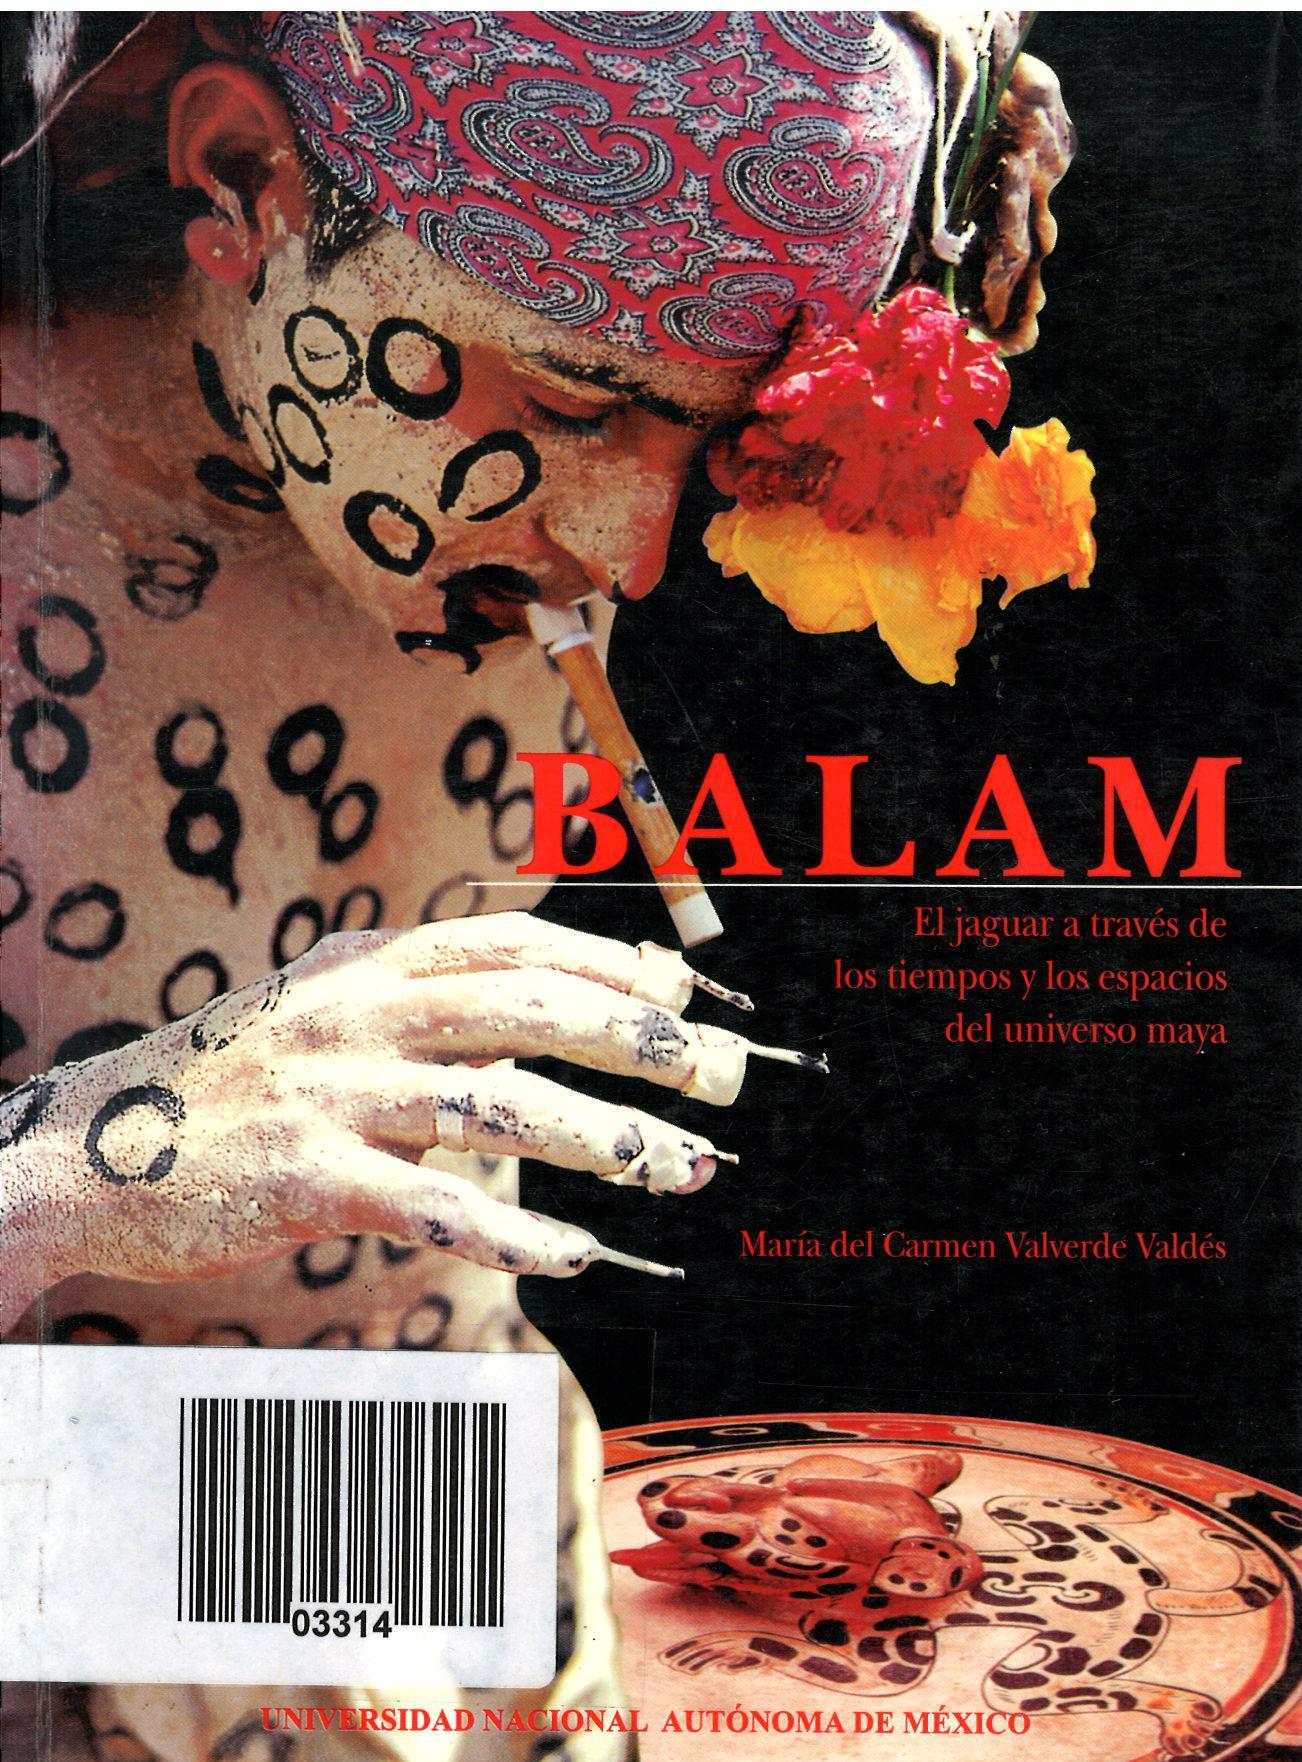 BALAM
El jaguar a través de
los tiempos y los espacios
del universo maya
María del Carmen Valverde Valdés
03314
UNIVERSIDAD NACIONAL AUTÓNOMA DE MÉXICO